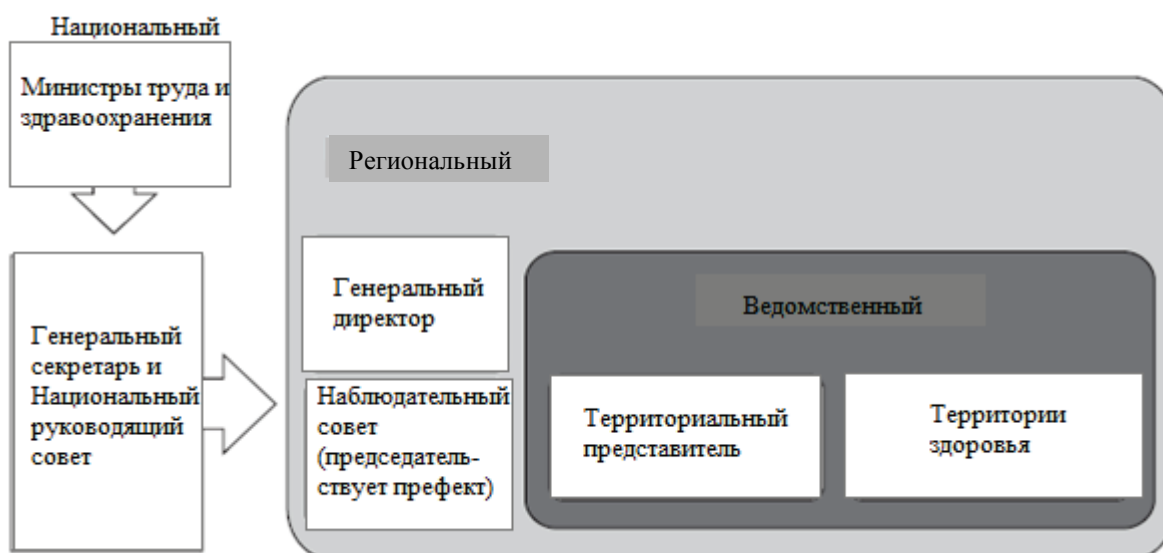 Национальный
Министры труда и
здравоохранения
Генеральный
секретарь и
Национальный
руководящий
совет
Региональный
Генеральный
директор
Наблюдательный
совет
(председатель-
ствует префект)
Ведомственный
Территориальный
представитель
Территории
здоровья